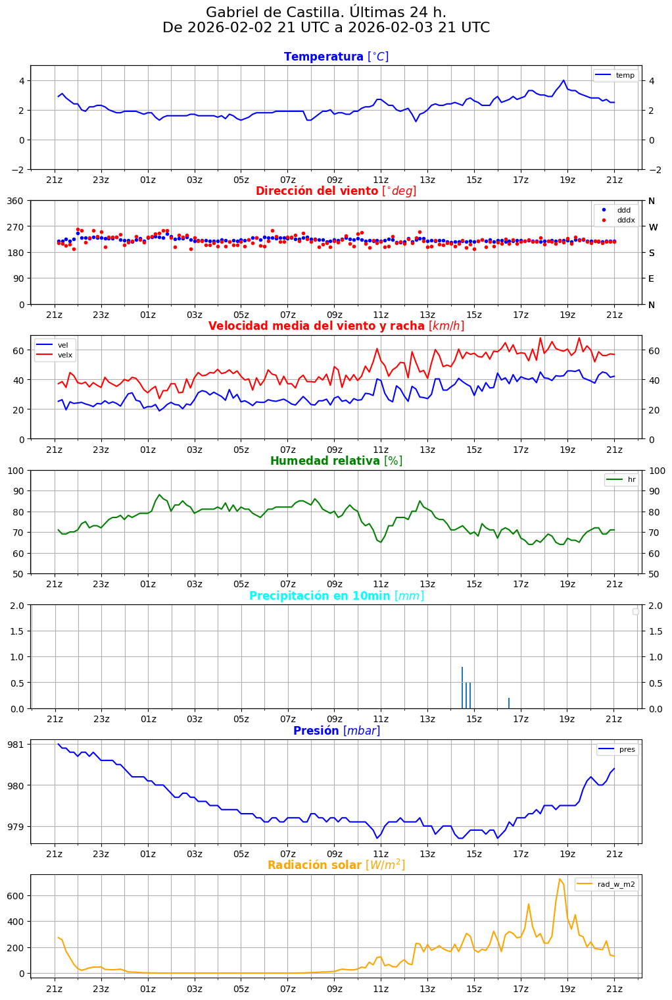 Gabriel de Castilla. Últimas 24 h.
De 2026-02-02 21 UTC a 2026-02-03 21 UTC
Temperatura [°C]
temp
4 4
2 2
0 0
−2 −2
21z 23z 01z 03z 05z 07z 09z 11z 13z 15z 17z 19z 21z
Dirección del viento [°deg]
ddd
dddx
360 N
270 W
180 S
90 E
0 N
21z 23z 01z 03z 05z 07z 09z 11z 13z 15z 17z 19z 21z
Velocidad media del viento y racha [km/h]
vel
velx
60 60
40 40
20 20
0 0
21z 23z 01z 03z 05z 07z 09z 11z 13z 15z 17z 19z 21z
Humedad relativa [%]
hr
100 100
90 90
80 80
70 70
60 60
50 50
21z 23z 01z 03z 05z 07z 09z 11z 13z 15z 17z 19z 21z
Precipitación en 10min [mm]
2.0 2.0
1.5 1.5
1.0 1.0
0.5 0.5
0.0 0.0
21z 23z 01z 03z 05z 07z 09z 11z 13z 15z 17z 19z 21z
Presión [mbar]
pres
981
980
979
21z 23z 01z 03z 05z 07z 09z 11z 13z 15z 17z 19z 21z
Radiación solar [W/m²]
rad_w_m2
600
400
200
0
21z 23z 01z 03z 05z 07z 09z 11z 13z 15z 17z 19z 21z